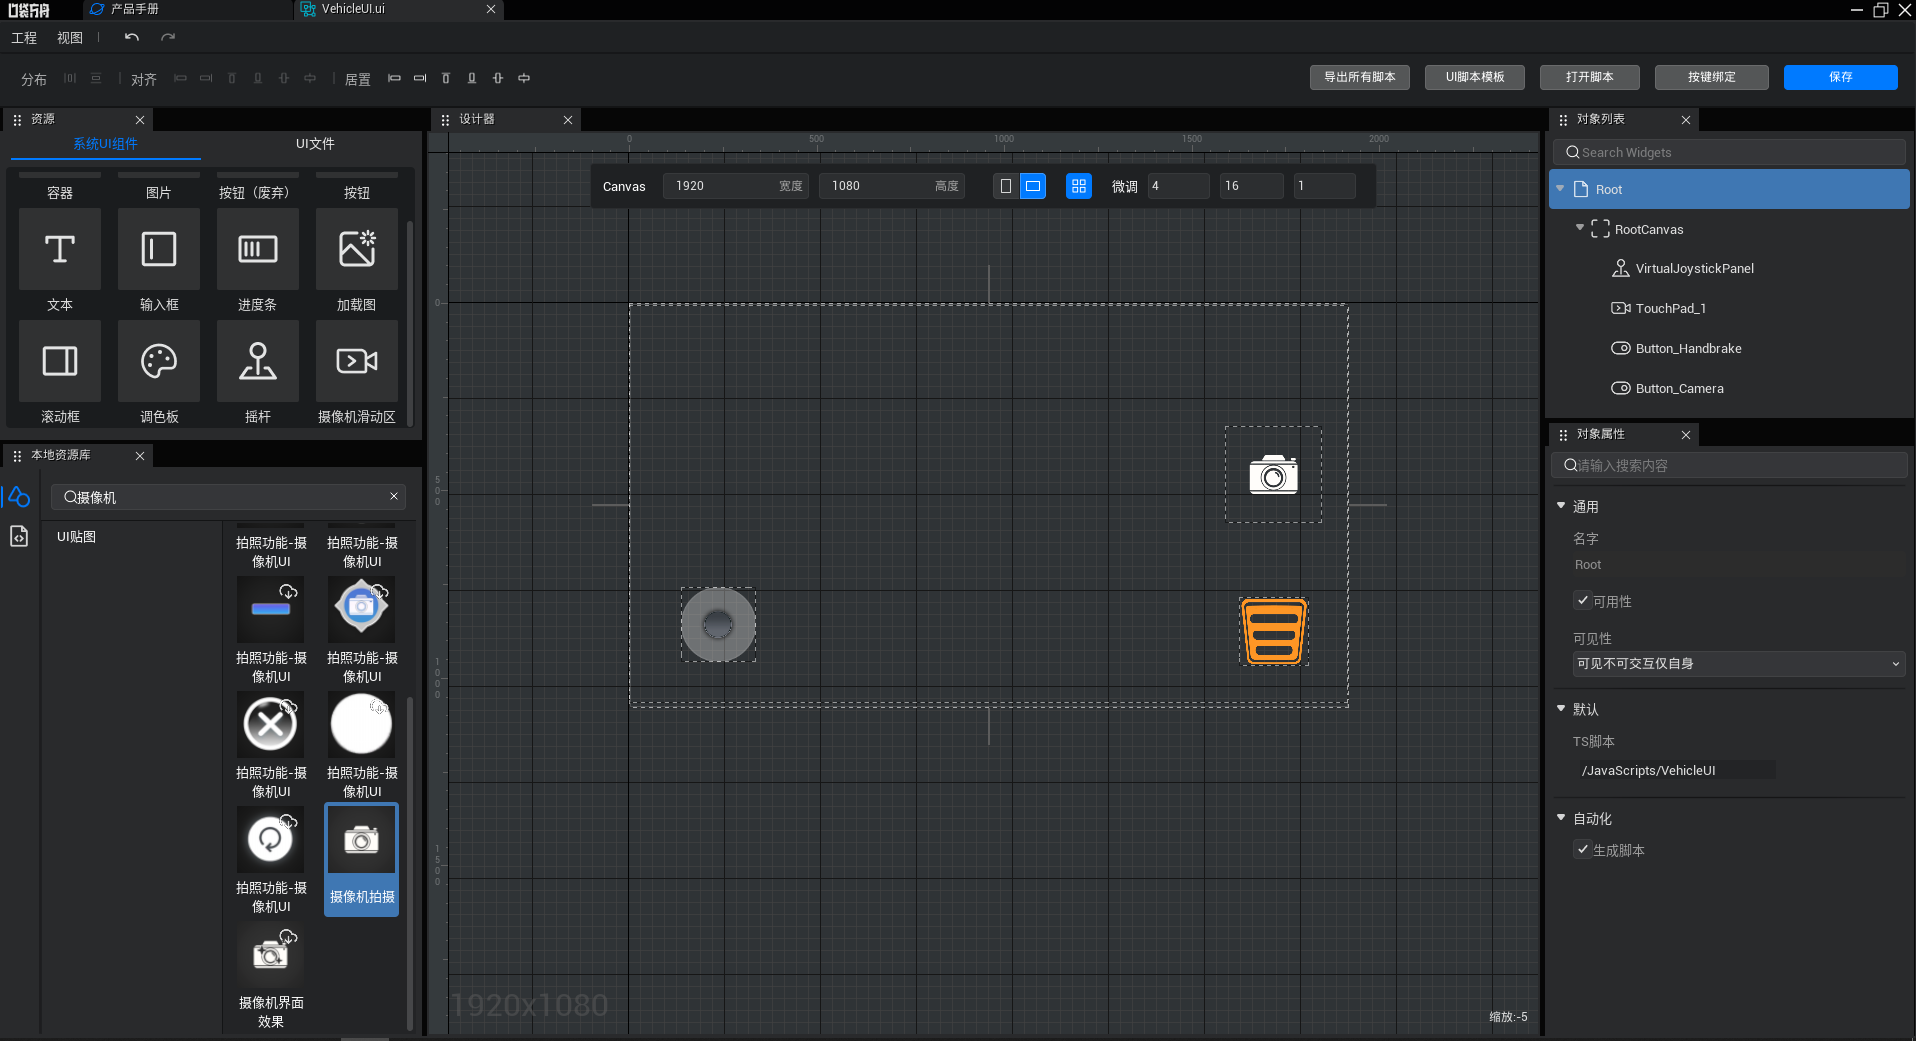 口袋方舟
产品手册
VehicleUI.ui
工程
视图
分布
对齐
居置
导出所有脚本
UI脚本模板
打开脚本
按键绑定
保存
资源
系统UI组件
UI文件
容器
图片
按钮（废弃）
按钮
文本
输入框
进度条
加载图
滚动框
调色板
摇杆
摄像机滑动区
本地资源库
摄像机
UI贴图
拍照功能-摄
像机UI
拍照功能-摄
像机UI
拍照功能-摄
像机UI
拍照功能-摄
像机UI
拍照功能-摄
像机UI
拍照功能-摄
像机UI
拍照功能-摄
像机UI
摄像机拍摄
摄像机界面
效果
设计器
0
500
1000
1500
2000
Canvas
1920
宽度
1080
高度
微调
4
16
1
0
500
1000
1500
1920x1080
缩放:-5
对象列表
Search Widgets
Root
RootCanvas
VirtualJoystickPanel
TouchPad_1
Button_Handbrake
Button_Camera
对象属性
请输入搜索内容
通用
名字
Root
可用性
可见性
可见不可交互仅自身
默认
TS脚本
/JavaScripts/VehicleUI
自动化
生成脚本